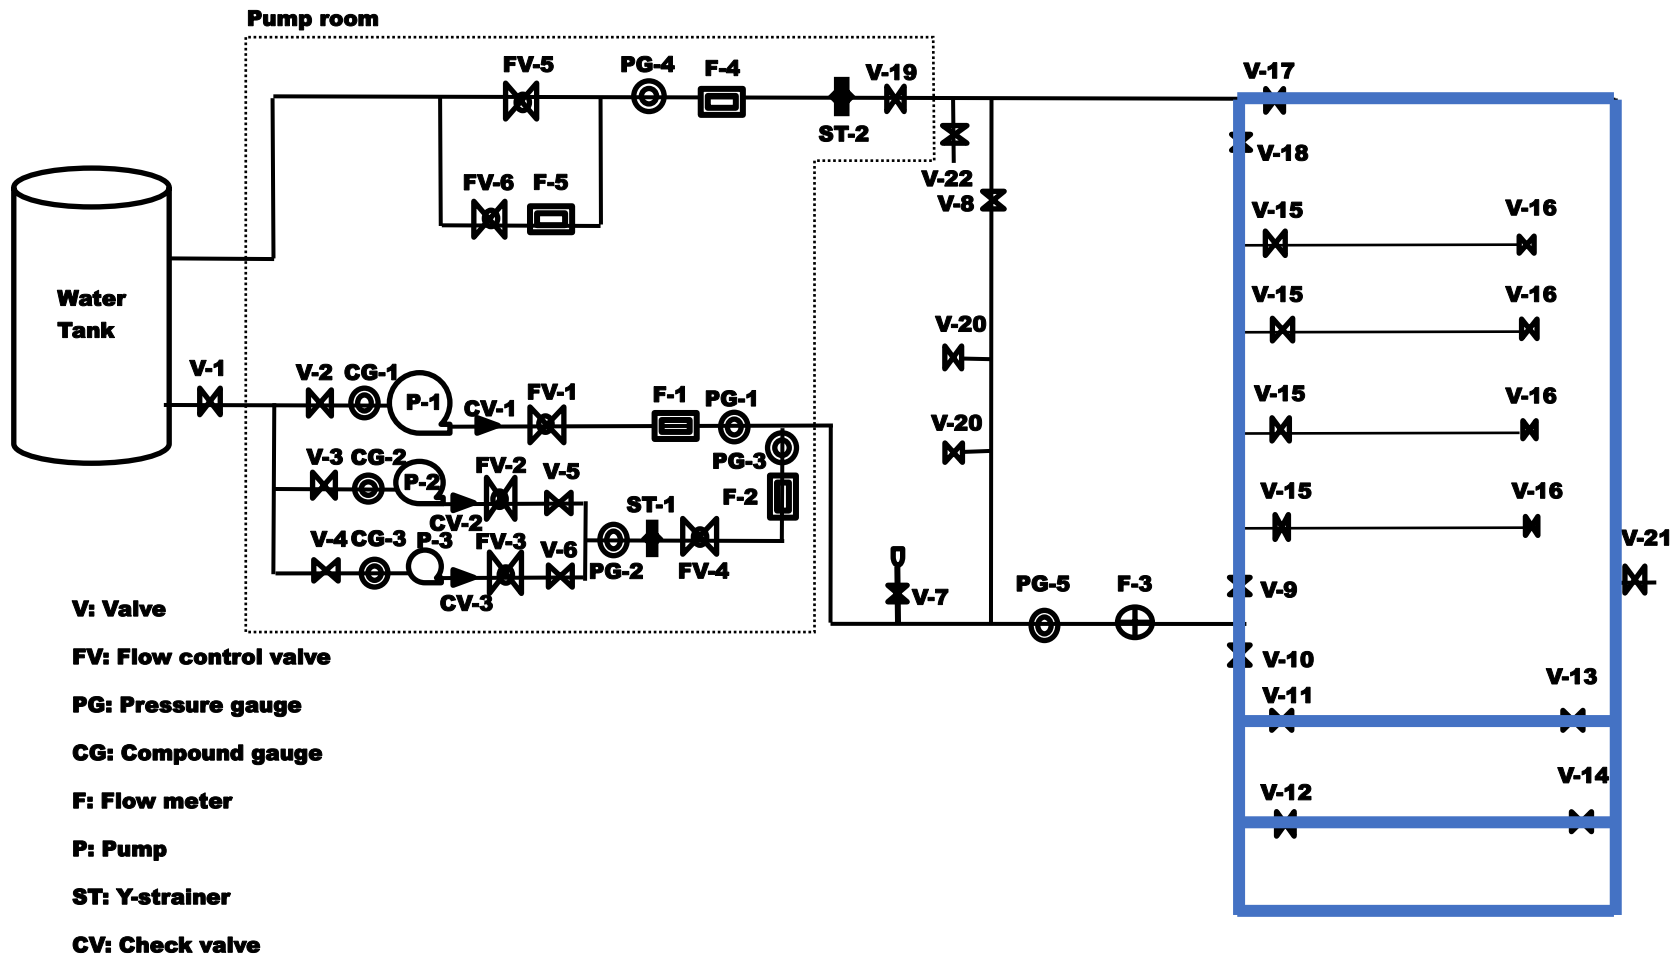 Pump room
FV-5
PG-4
F-4
V-19
V-17
ST-2
V-18
FV-6
F-5
V-22
V-8
V-15
V-16
Water
Tank
V-15
V-16
V-20
V-1
V-2
CG-1
P-1
CV-1
FV-1
F-1
PG-1
V-15
V-16
V-20
V-3
CG-2
P-2
FV-2
V-5
PG-3
F-2
ST-1
V-15
V-16
CV-2
V-4
CG-3
P-3
FV-3
V-6
PG-2
FV-4
V-21
CV-3
V-7
PG-5
F-3
V-9
V-10
V-11
V-13
V-12
V-14
V: Valve
FV: Flow control valve
PG: Pressure gauge
CG: Compound gauge
F: Flow meter
P: Pump
ST: Y-strainer
CV: Check valve